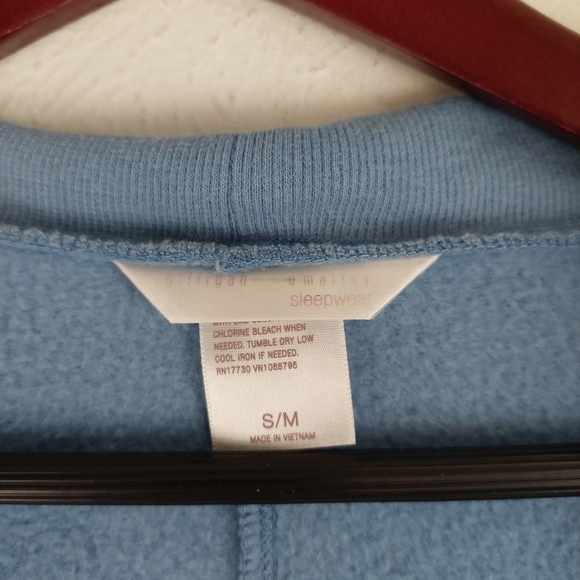 gilligan omalley
sleepwear
CHLORINE BLEACH WHEN
NEEDED. TUMBLE DRY LOW
COOL IRON IF NEEDED.
RN17730 VN1068795
S/M
MADE IN VIETNAM